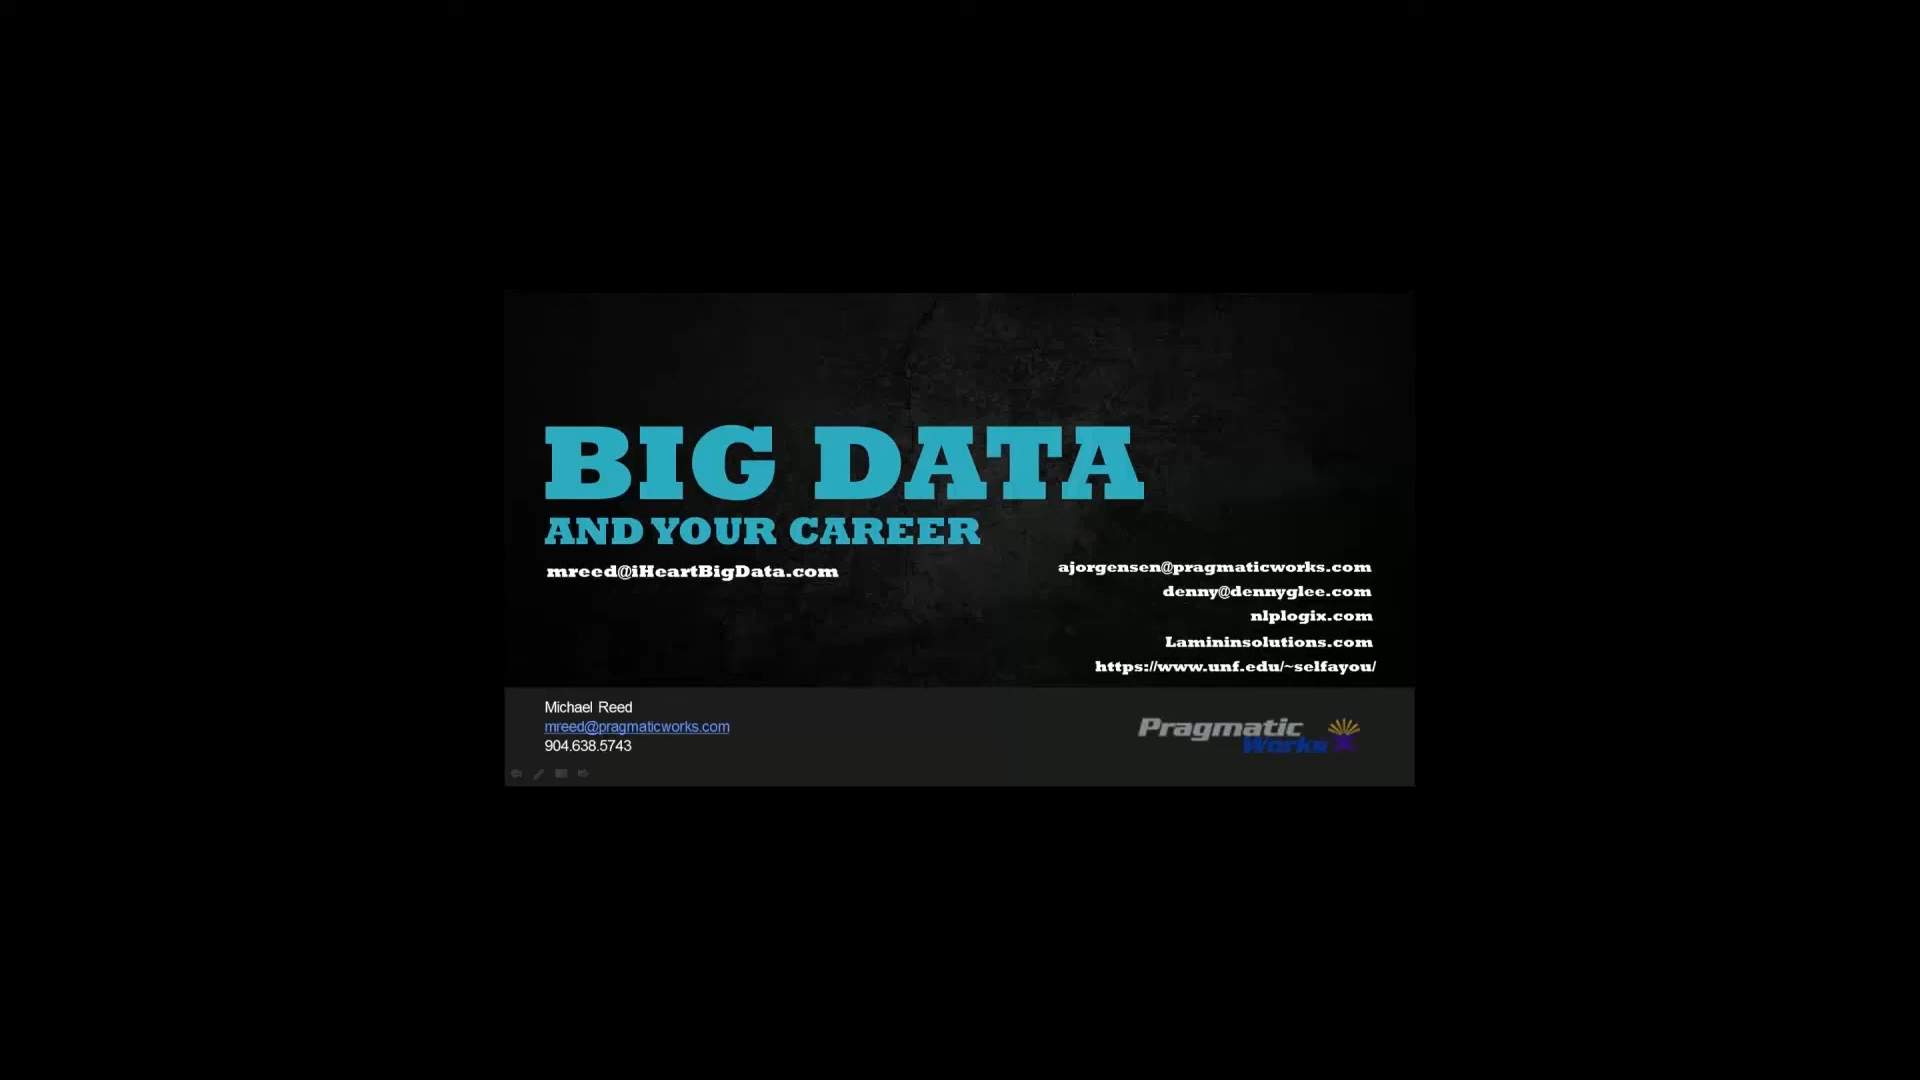 BIG DATA
AND YOUR CAREER
mreed@iHeartBigData.com
ajorgensen@pragmaticworks.com
denny@dennyglee.com
nlplogix.com
Lamininsolutions.com
https://www.unf.edu/~selfayou/
Michael Reed
mreed@pragmaticworks.com
904.638.5743
Pragmatic
Works